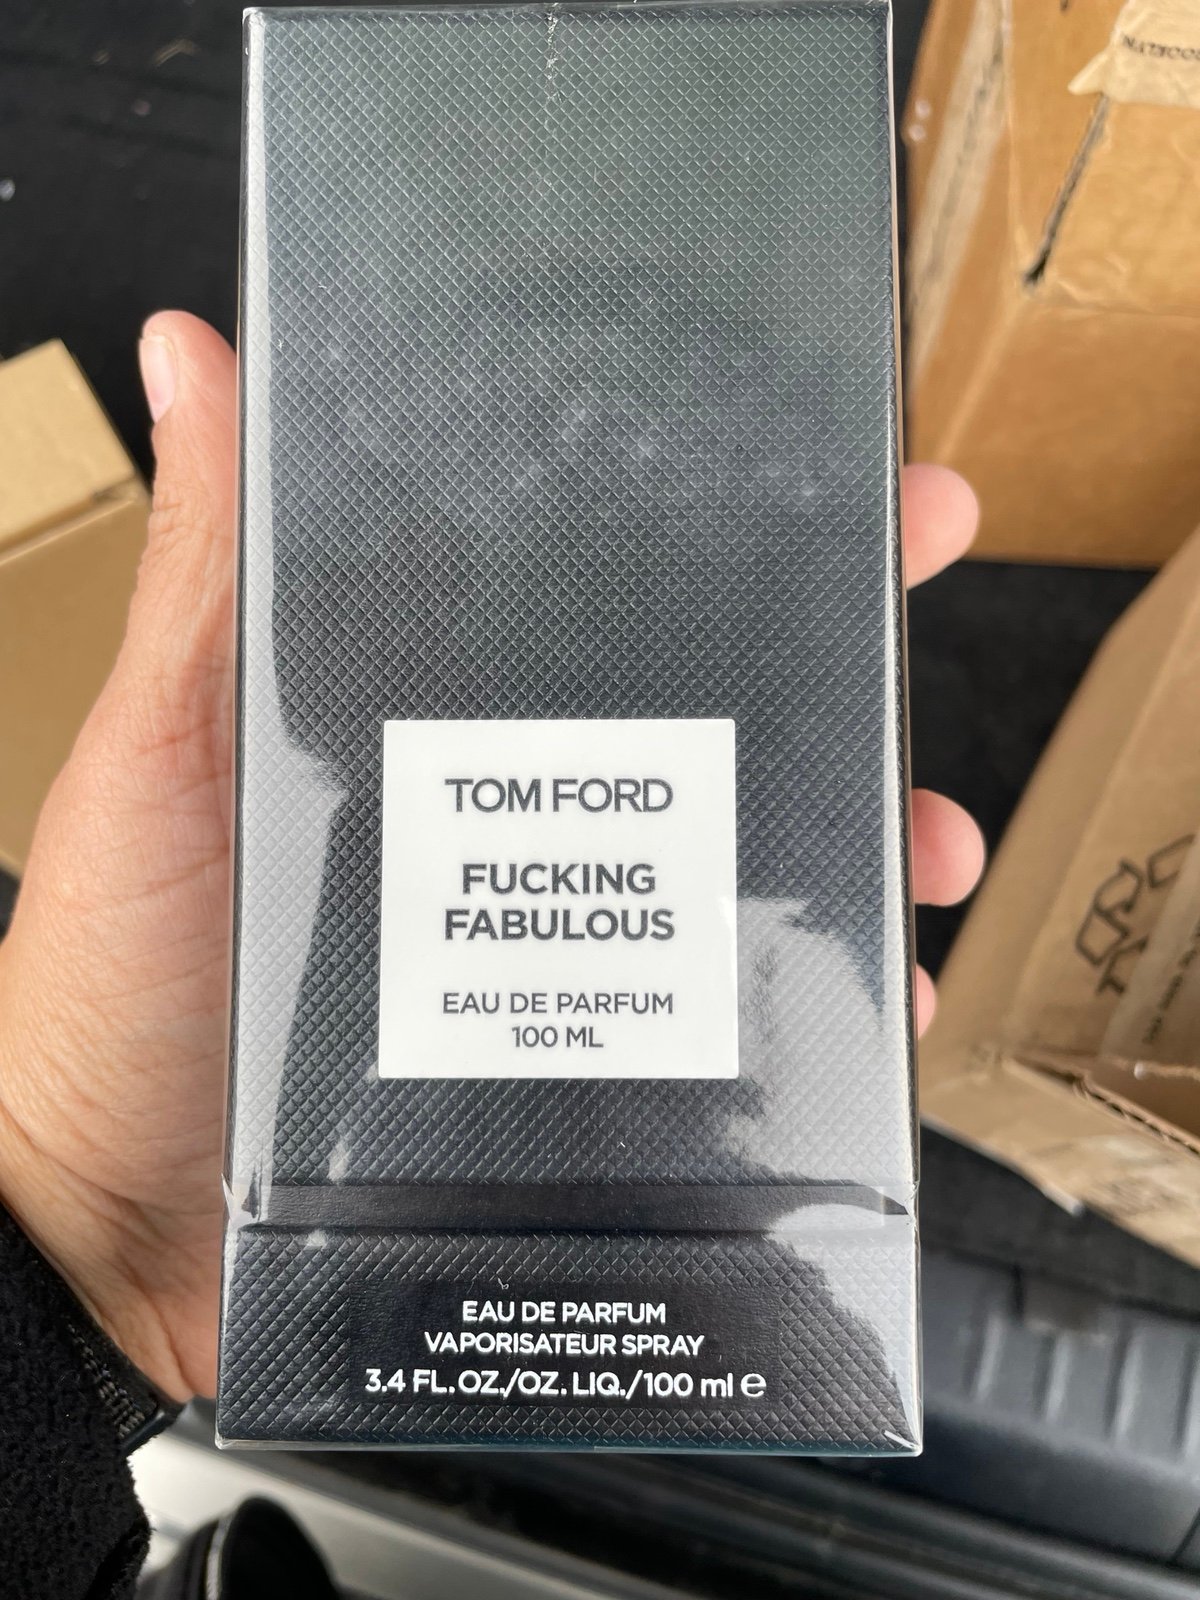 TOM FORD
FUCKING
FABULOUS
EAU DE PARFUM
100 ML
EAU DE PARFUM
VAPORISATEUR SPRAY
3.4 FL. OZ./OZ. LIQ./100 ml ℮